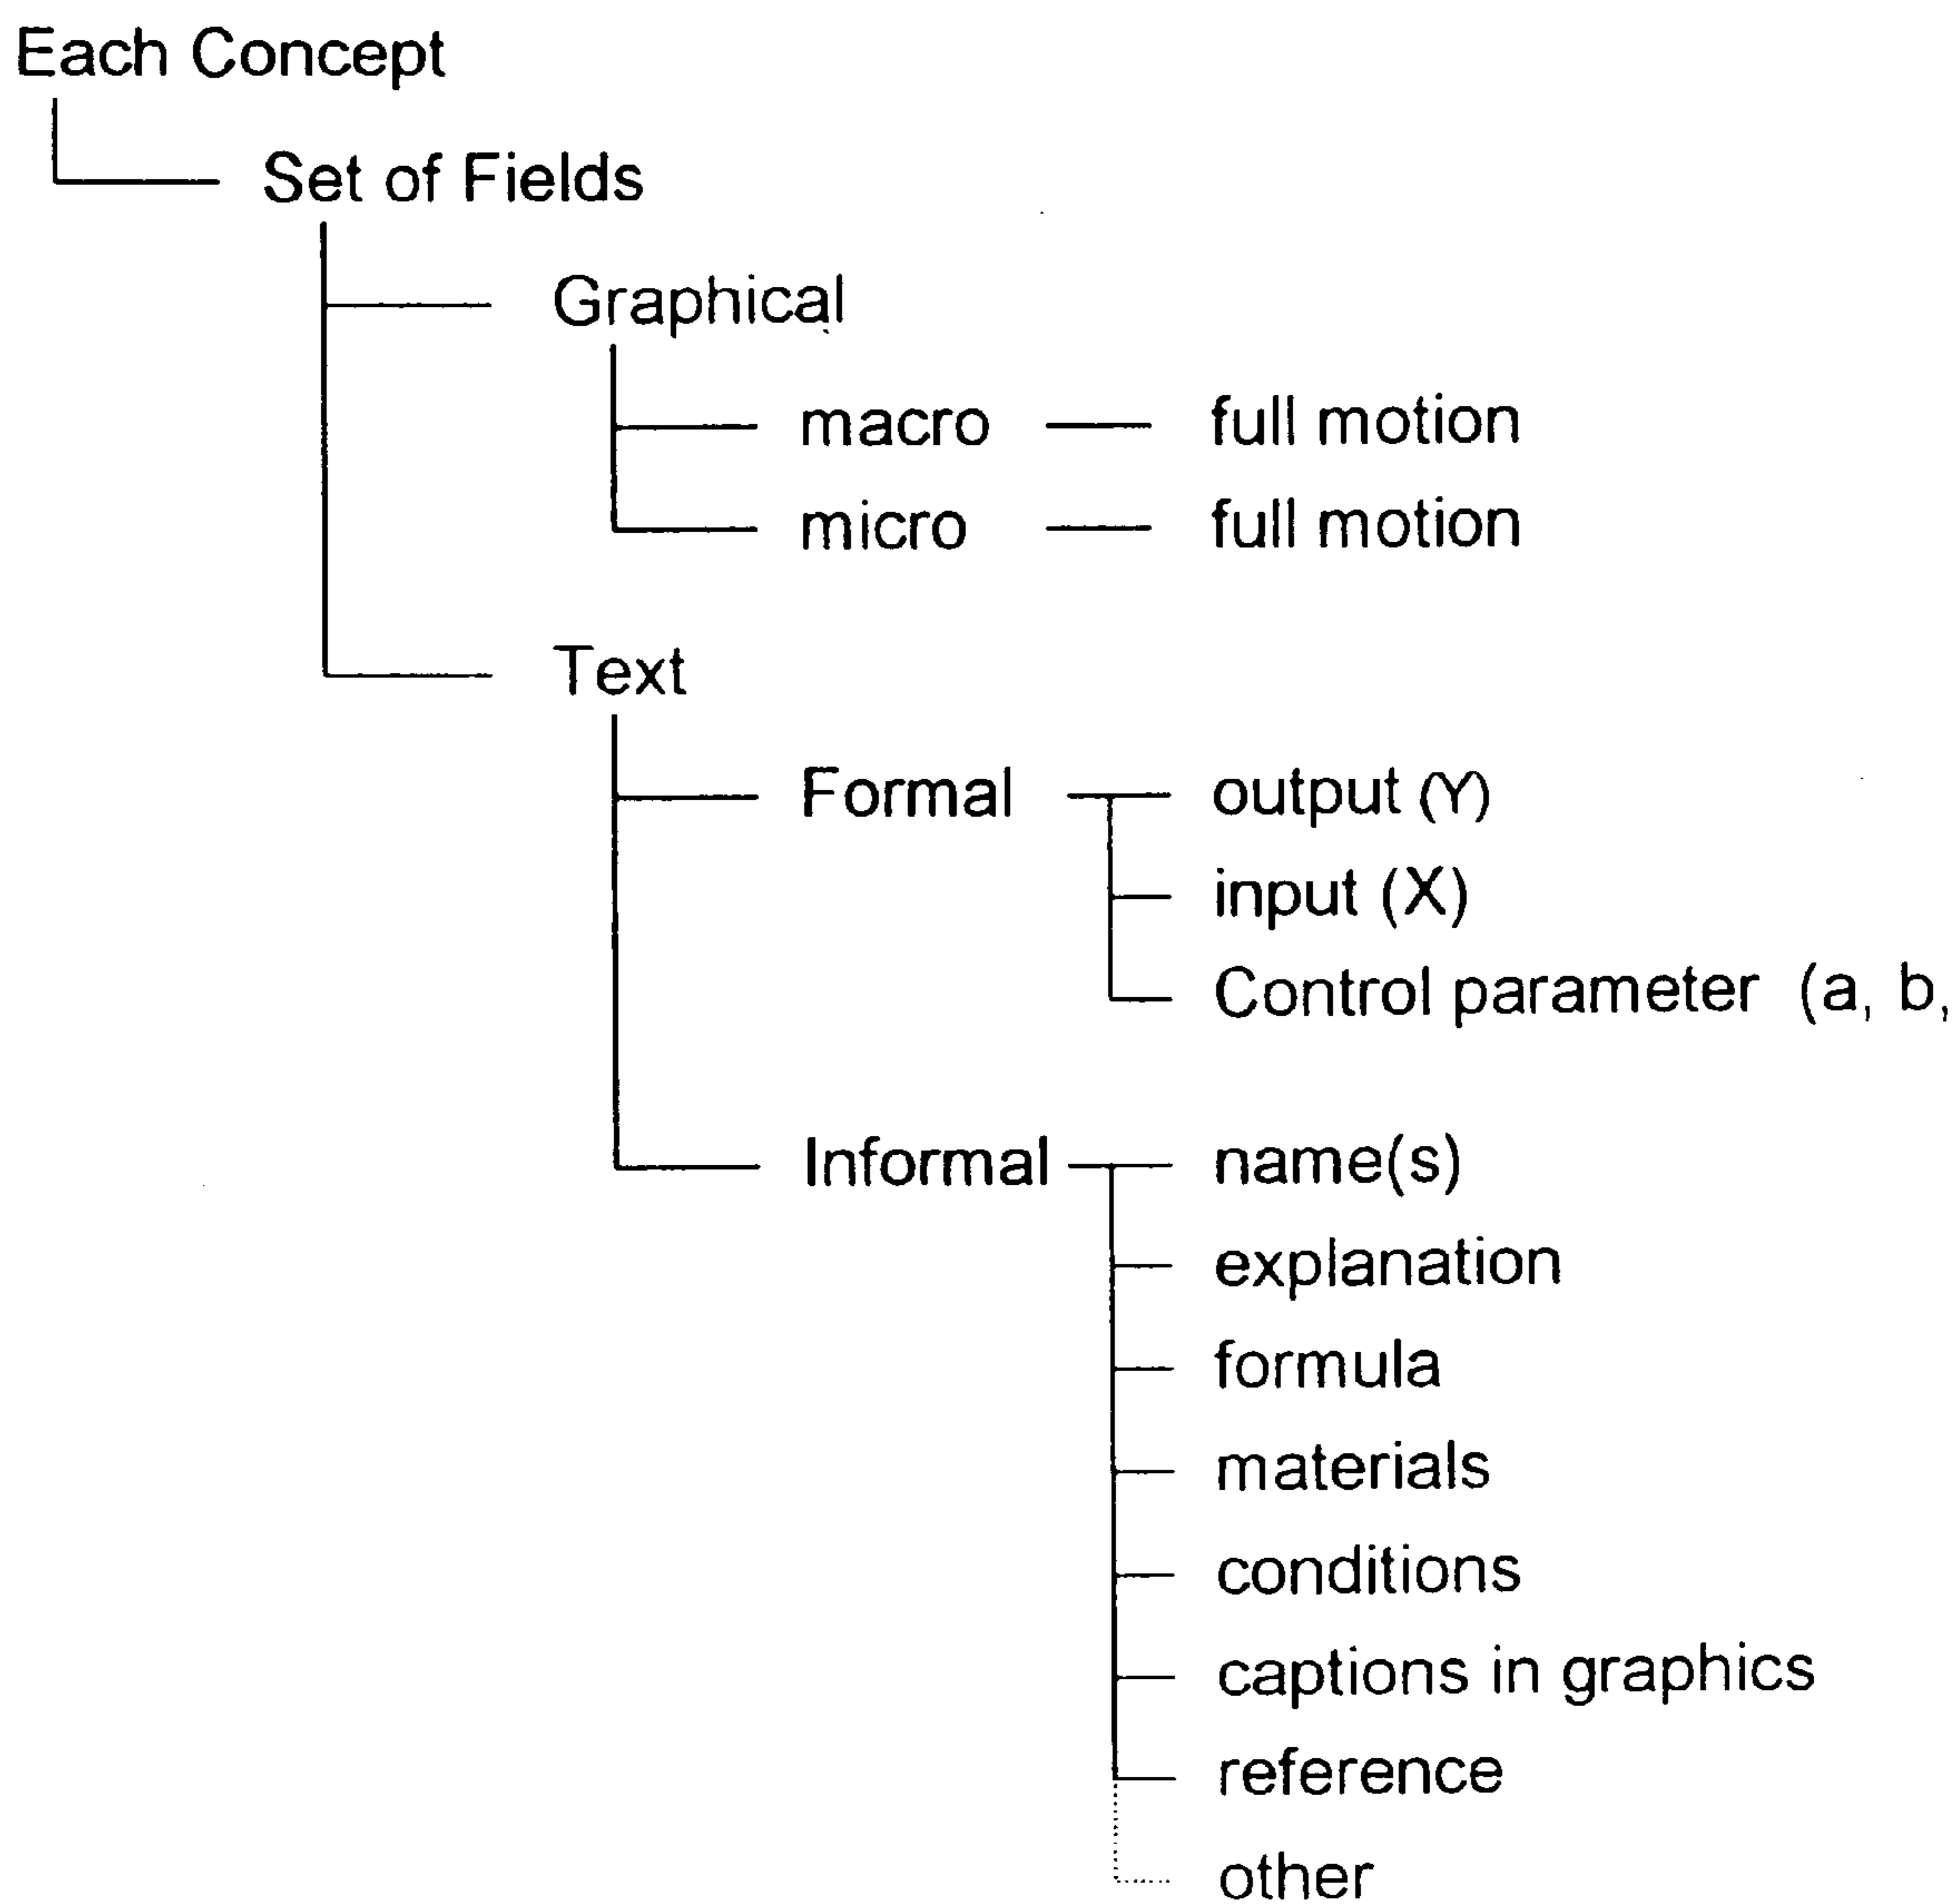 Each Concept
Set of Fields
Graphical
macro — full motion
micro — full motion
Text
Formal output (Y)
input (X)
Control parameter (a, b,
Informal name(s)
explanation
formula
materials
conditions
captions in graphics
reference
other